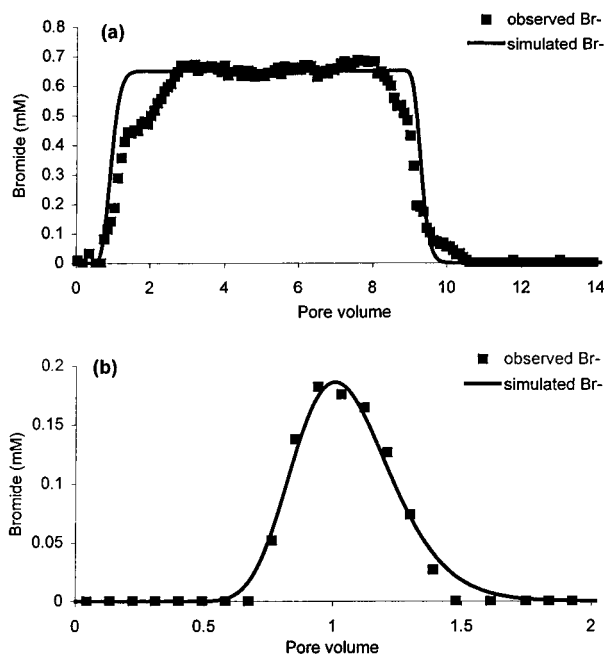 (a)
observed Br-
simulated Br-
0.8
0.7
0.6
0.5
0.4
0.3
0.2
0.1
0
Bromide (mM)
0 2 4 6 8 10 12 14
Pore volume
(b)
observed Br-
simulated Br-
0.2
0.15
0.1
0.05
0
Bromide (mM)
0 0.5 1 1.5 2
Pore volume